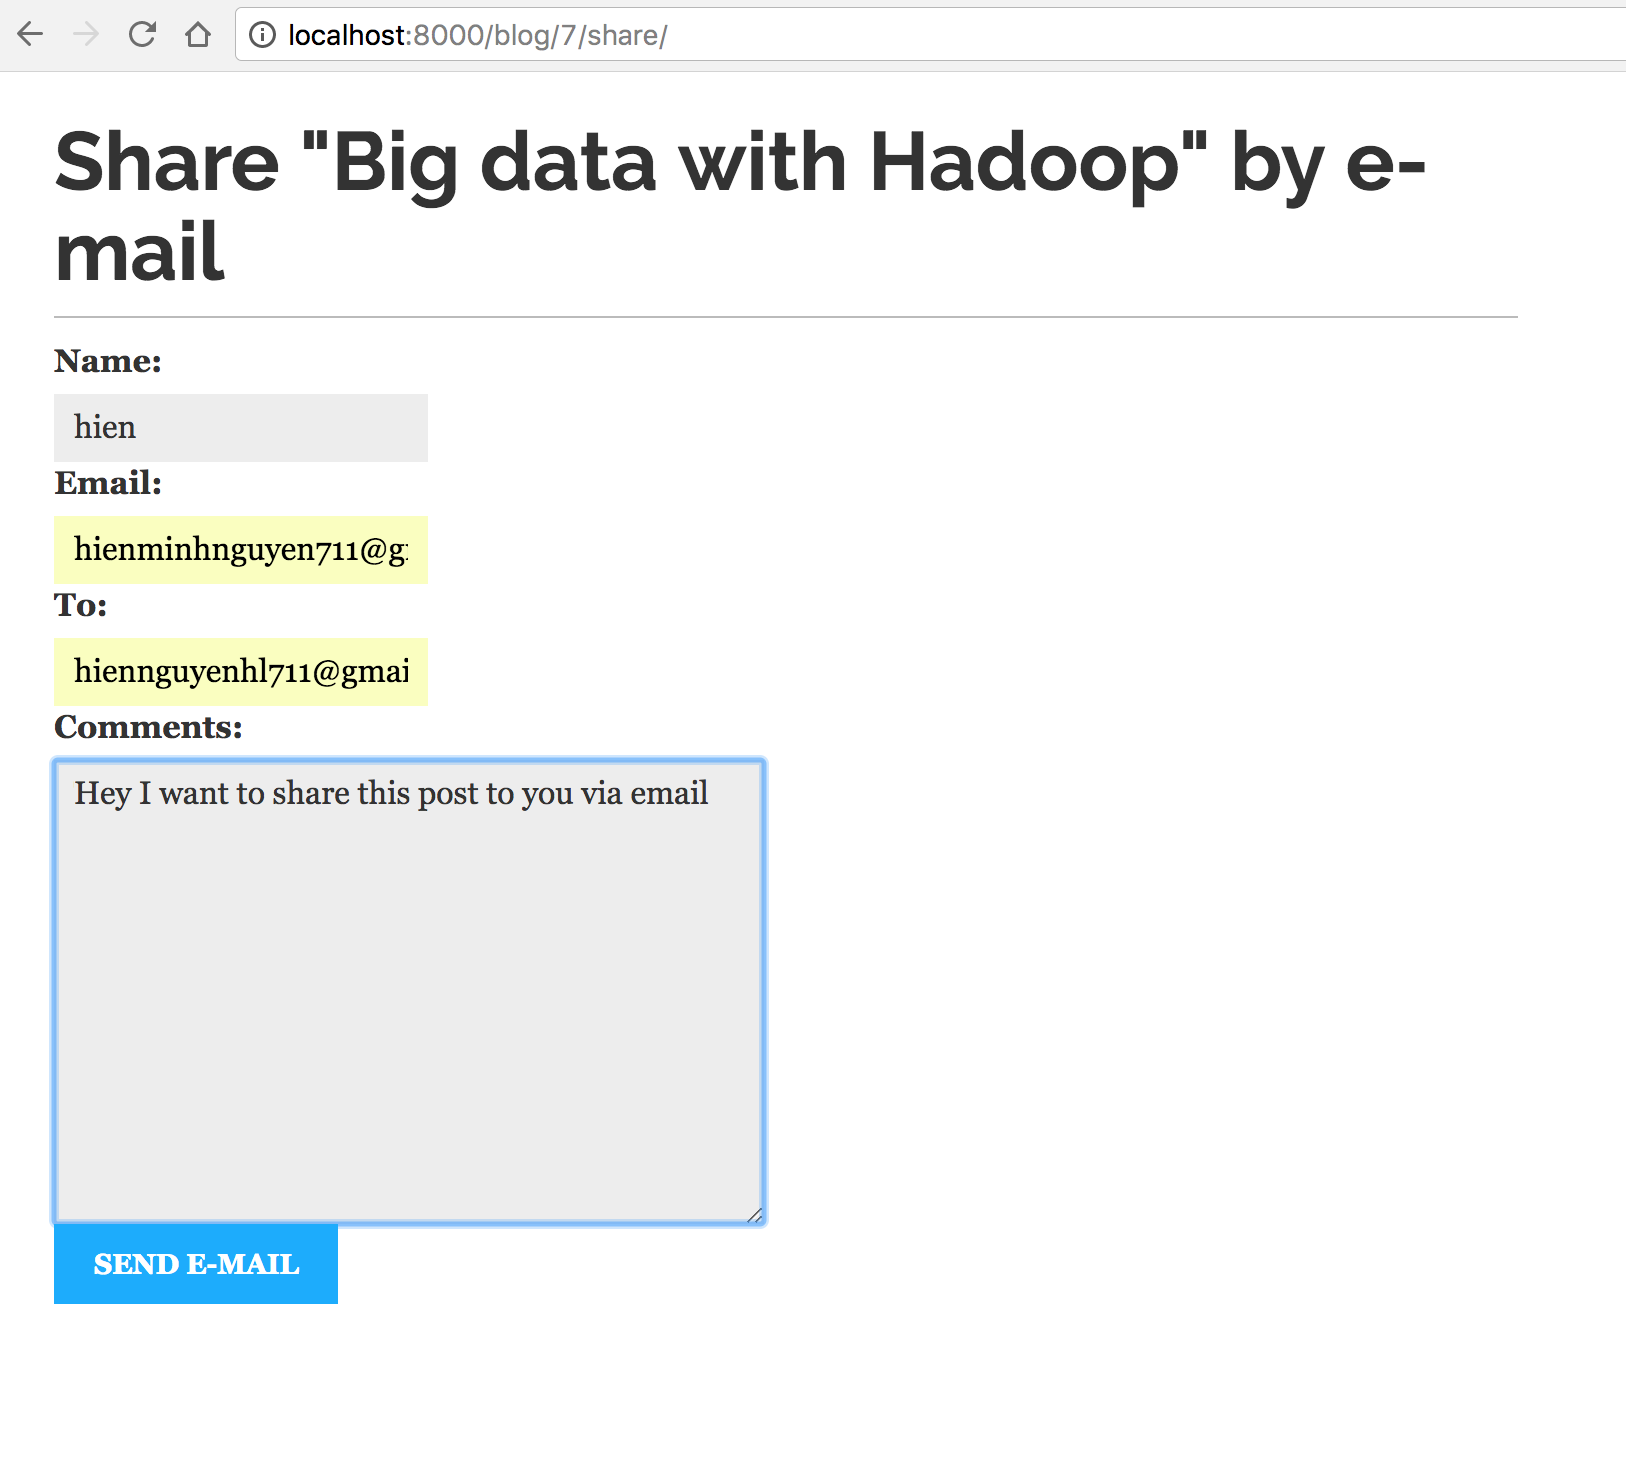 localhost:8000/blog/7/share/
Share "Big data with Hadoop" by e-
mail
Name:
hien
Email:
hienminhnguyen711@g
To:
hiennguyenhl711@gmai
Comments:
Hey I want to share this post to you via email
SEND E-MAIL